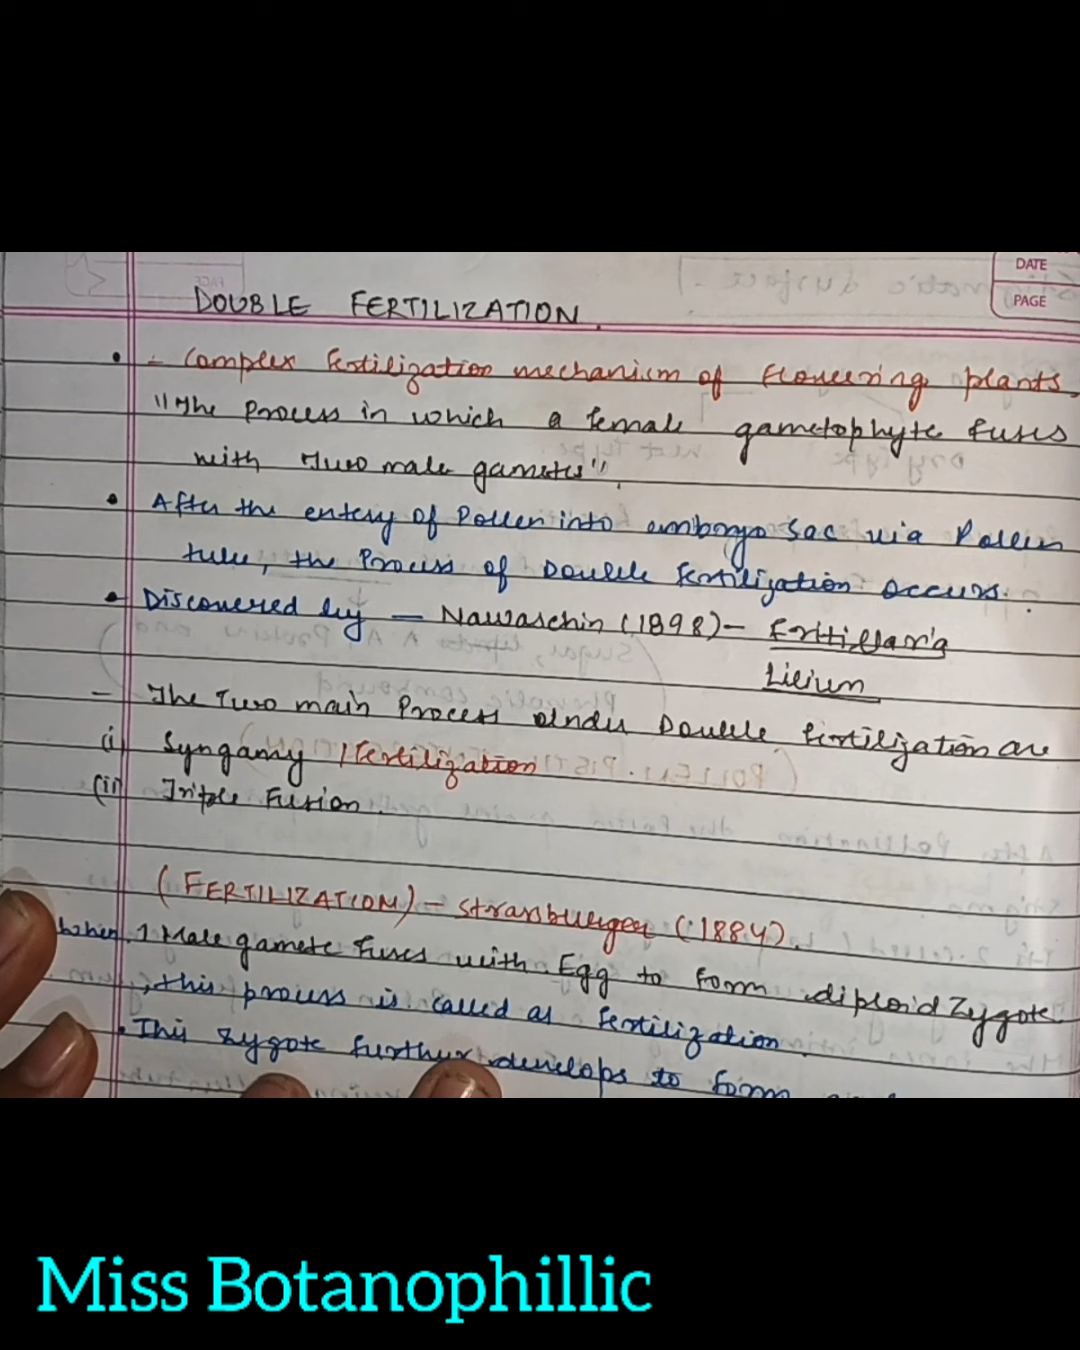 DATE
PAGE
DOUBLE FERTILIZATION.
• - Complex fertilization mechanism of flowering plants.
"The process in which a female gametophyte fuses
with Two male gametes".
• After the entery of Pollen into embryo sac via Pollen
tube, the Process of Double fertilization occurs.
• Discovered by - Nawaschin (1898) - Fritillaria
Lilium
- The Two main Process under Double fertilization are
(i) Syngamy / fertilization
(ii) Triple Fusion.
(FERTILIZATION) - Strasburger (1884)
When 1 Male gamete fuses with Egg to form diploid Zygote
, this process is called as fertilization.
• This zygote further develops to form
Miss Botanophillic